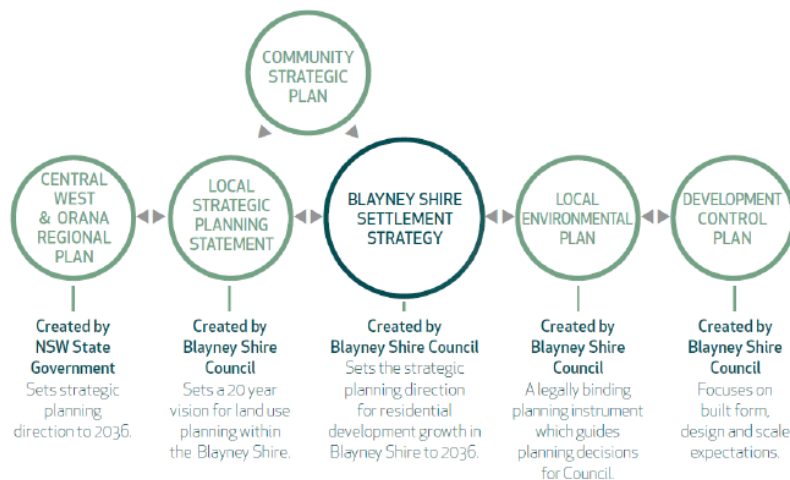 COMMUNITY
STRATEGIC
PLAN
CENTRAL
WEST
& ORANA
REGIONAL
PLAN
LOCAL
STRATEGIC
PLANNING
STATEMENT
BLAYNEY SHIRE
SETTLEMENT
STRATEGY
LOCAL
ENVIRONMENTAL
PLAN
DEVELOPMENT
CONTROL
PLAN
Created by
NSW State
Government
Sets strategic
planning
direction to 2036.
Created by
Blayney Shire
Council
Sets a 20 year
vision for land use
planning within
the Blayney Shire.
Created by
Blayney Shire Council
Sets the strategic
planning direction
for residential
development growth in
Blayney Shire to 2036.
Created by
Blayney Shire
Council
A legally binding
planning instrument
which guides
planning decisions
for Council.
Created by
Blayney Shire
Council
Focuses on
built form,
design and scale
expectations.